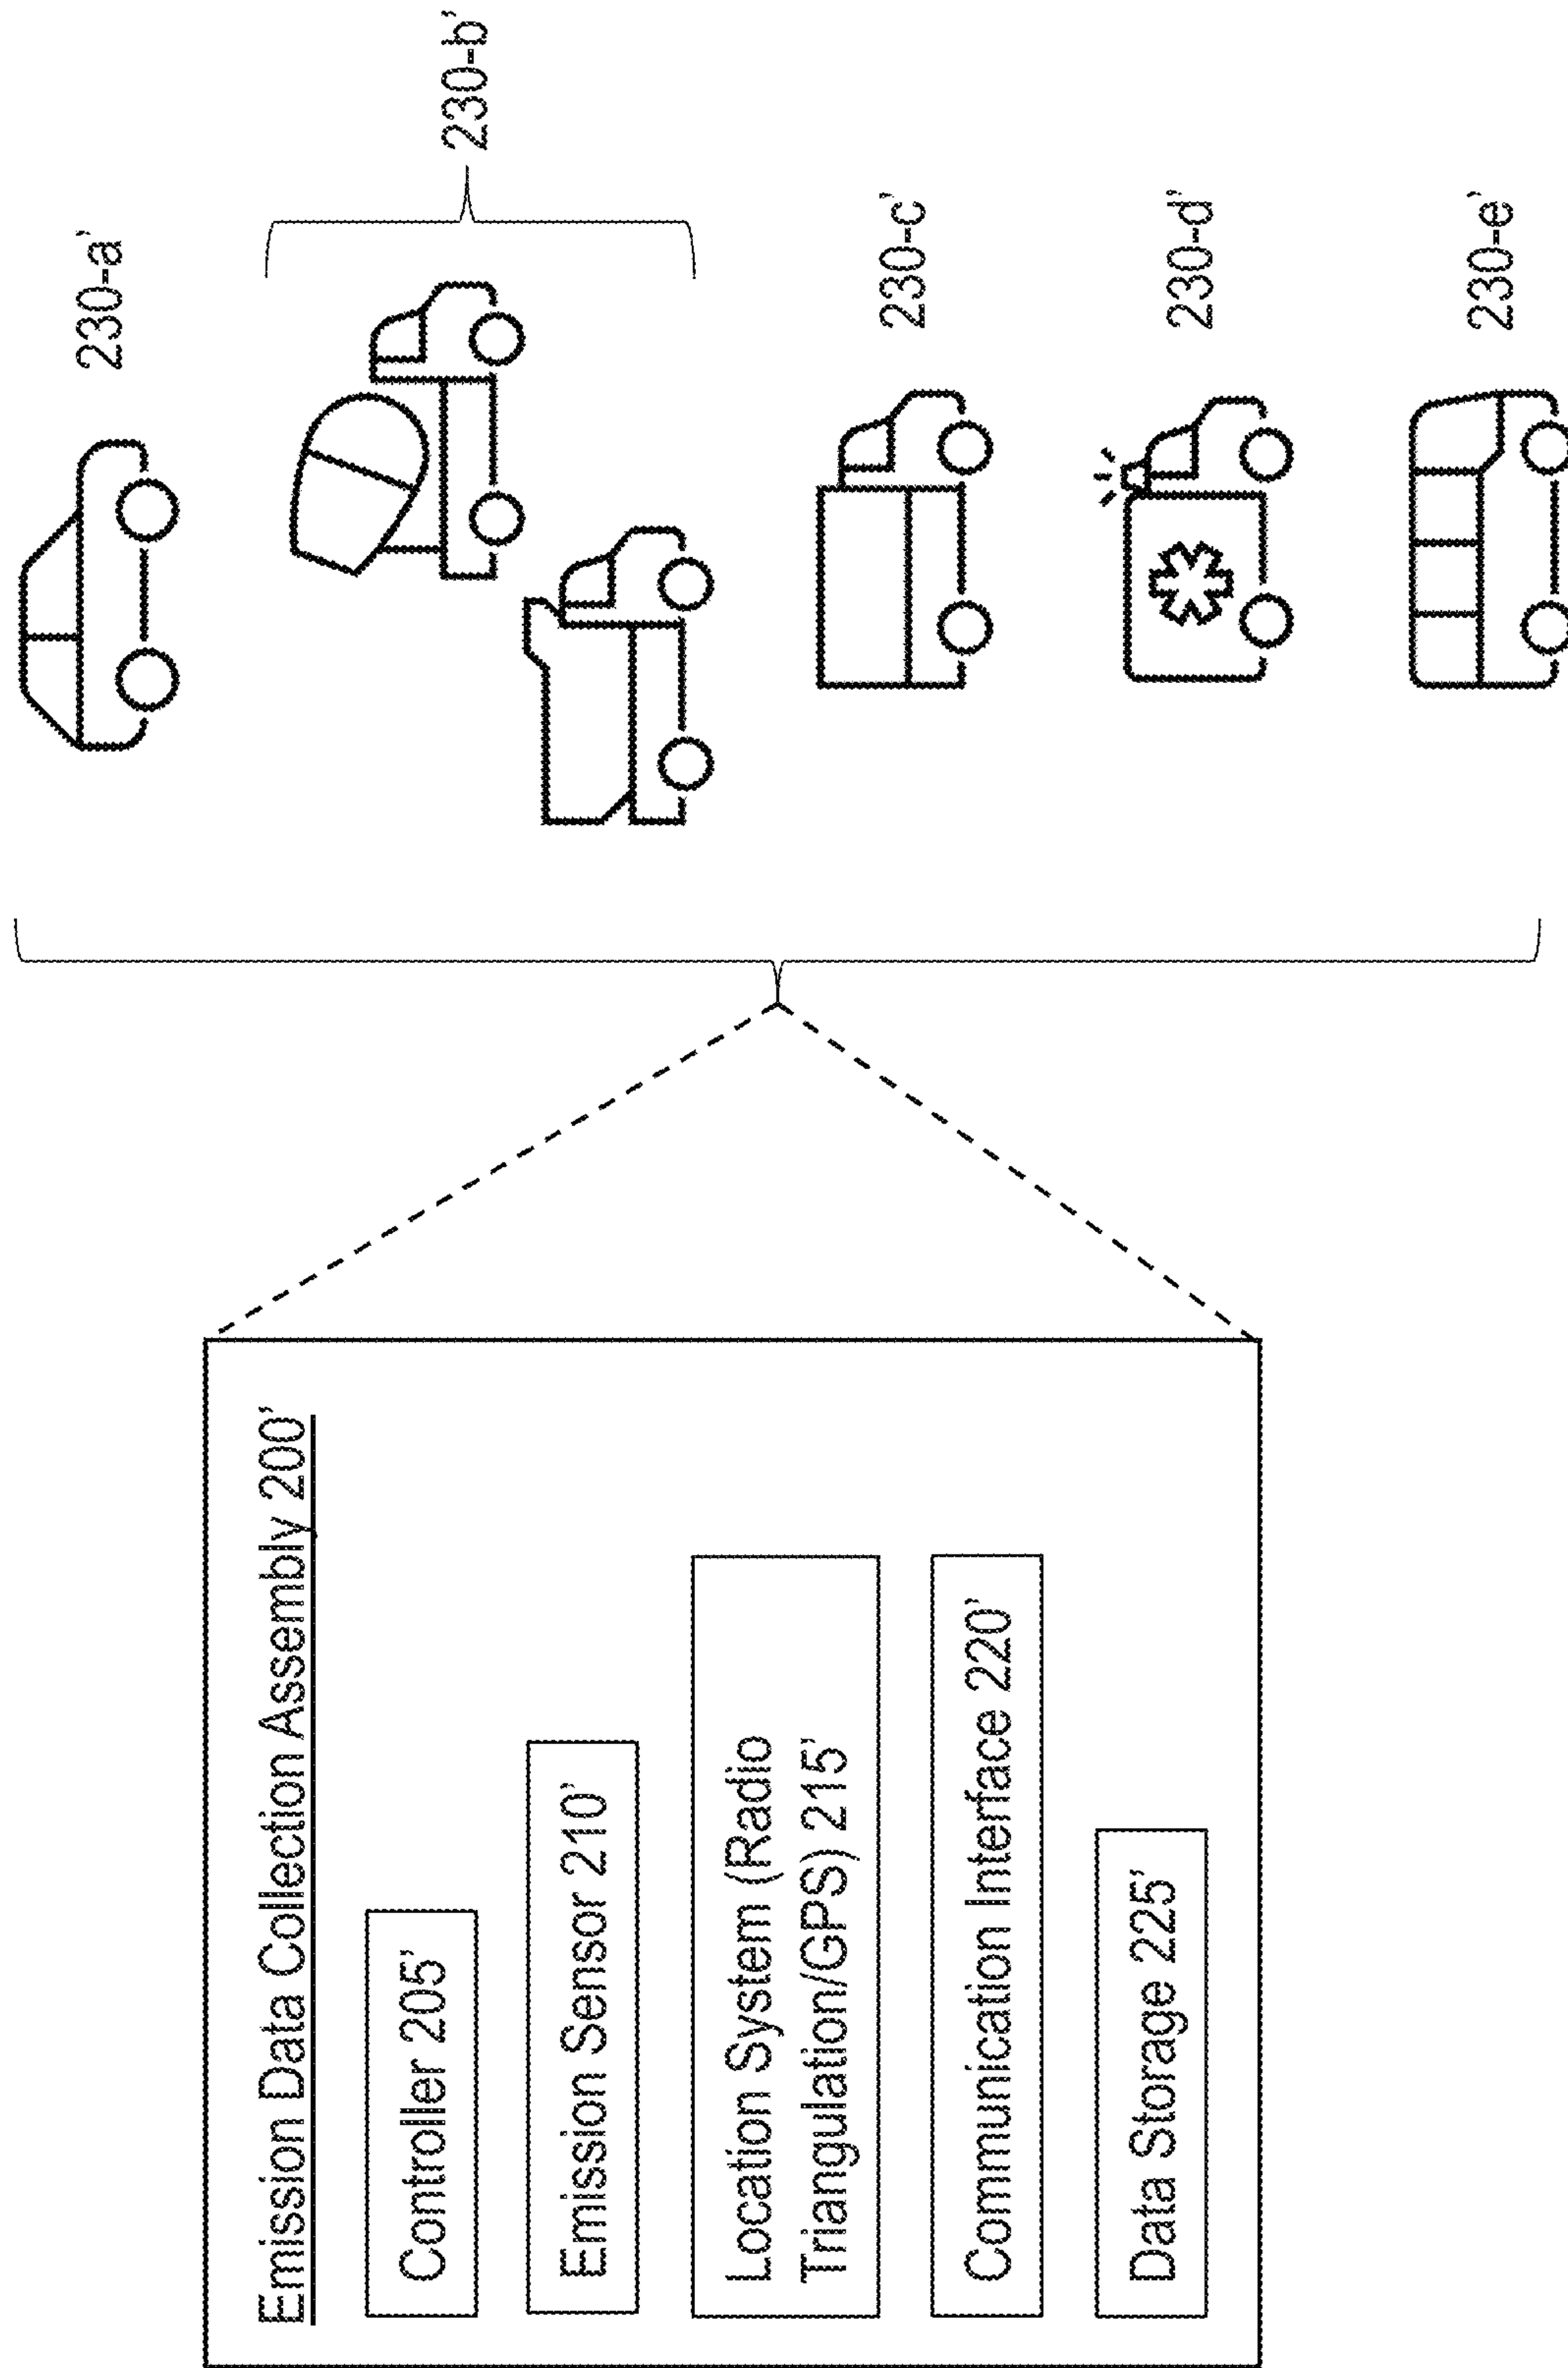 Emission Data Collection Assembly 200’
Controller 205’
Emission Sensor 210’
Location System (Radio
Triangulation/GPS) 215’
Communication Interface 220’
Data Storage 225’
230-a’
230-b’
230-c’
230-d’
230-e’